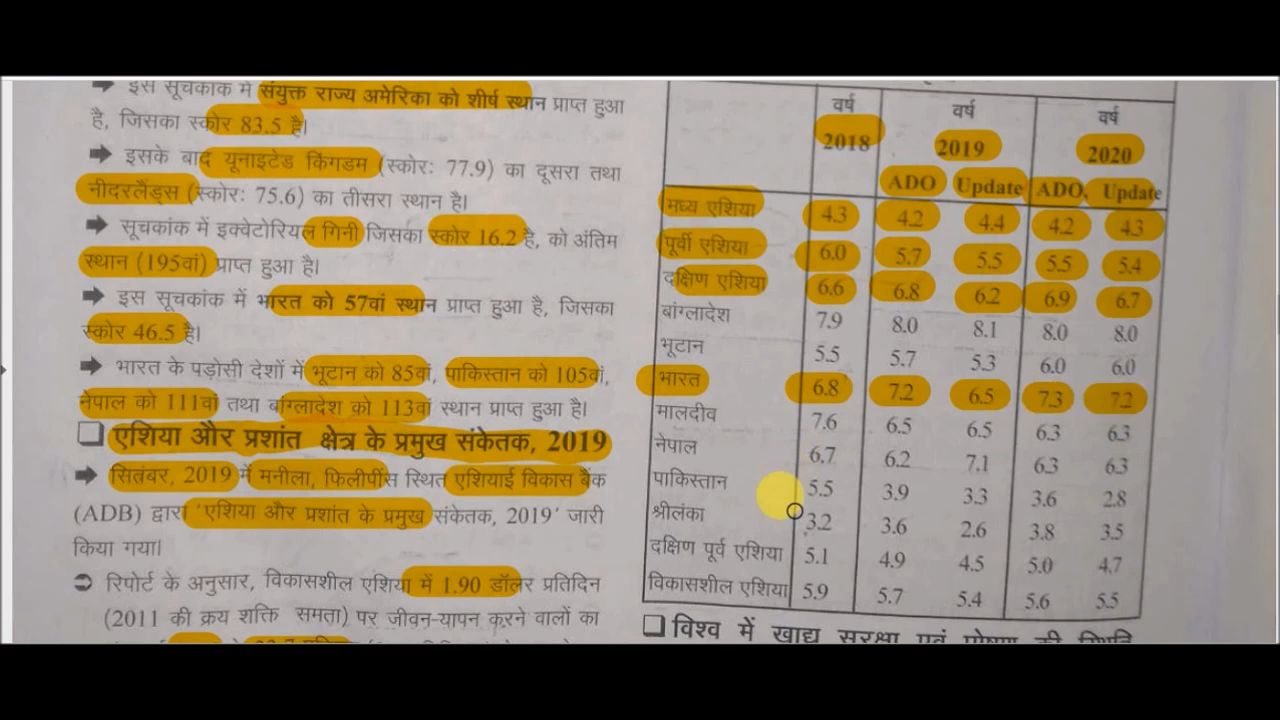 ➡ इस सूचकांक में संयुक्त राज्य अमेरिका को शीर्ष स्थान प्राप्त हुआ
है, जिसका स्कोर 83.5 है।
➡ इसके बाद यूनाइटेड किंगडम (स्कोरः 77.9) का दूसरा तथा
नीदरलैंड्स (स्कोरः 75.6) का तीसरा स्थान है।
➡ सूचकांक में इक्वेटोरियल गिनी जिसका स्कोर 16.2 है, को अंतिम
स्थान (195वां) प्राप्त हुआ है।
➡ इस सूचकांक में भारत को 57वां स्थान प्राप्त हुआ है, जिसका
स्कोर 46.5 है।
➡ भारत के पड़ोसी देशों में भूटान को 85वां, पाकिस्तान को 105वां,
नेपाल को 111वां तथा बांग्लादेश को 113वां स्थान प्राप्त हुआ है।
❑ एशिया और प्रशांत क्षेत्र के प्रमुख संकेतक, 2019
➡ सितंबर, 2019 में मनीला, फिलीपींस स्थित एशियाई विकास बैंक
(ADB) द्वारा 'एशिया और प्रशांत के प्रमुख संकेतक, 2019' जारी
किया गया।
➲ रिपोर्ट के अनुसार, विकासशील एशिया में 1.90 डॉलर प्रतिदिन
(2011 की क्रय शक्ति समता) पर जीवन-यापन करने वालों का
वर्ष वर्ष वर्ष
2018 2019 2020
ADO Update ADO, Update
मध्य एशिया 4.3 4.2 4.4 4.2 4.3
पूर्वी एशिया 6.0 5.7 5.5 5.5 5.4
दक्षिण एशिया 6.6 6.8 6.2 6.9 6.7
बांग्लादेश 7.9 8.0 8.1 8.0 8.0
भूटान 5.5 5.7 5.3 6.0 6.0
भारत 6.8 7.2 6.5 7.3 7.2
मालदीव 7.6 6.5 6.5 6.3 6.3
नेपाल 6.7 6.2 7.1 6.3 6.3
पाकिस्तान 5.5 3.9 3.3 3.6 2.8
श्रीलंका 3.2 3.6 2.6 3.8 3.5
दक्षिण पूर्व एशिया 5.1 4.9 4.5 5.0 4.7
विकासशील एशिया 5.9 5.7 5.4 5.6 5.5
❑ विश्व में खाद्य सुरक्षा एवं पोषण की स्थिति